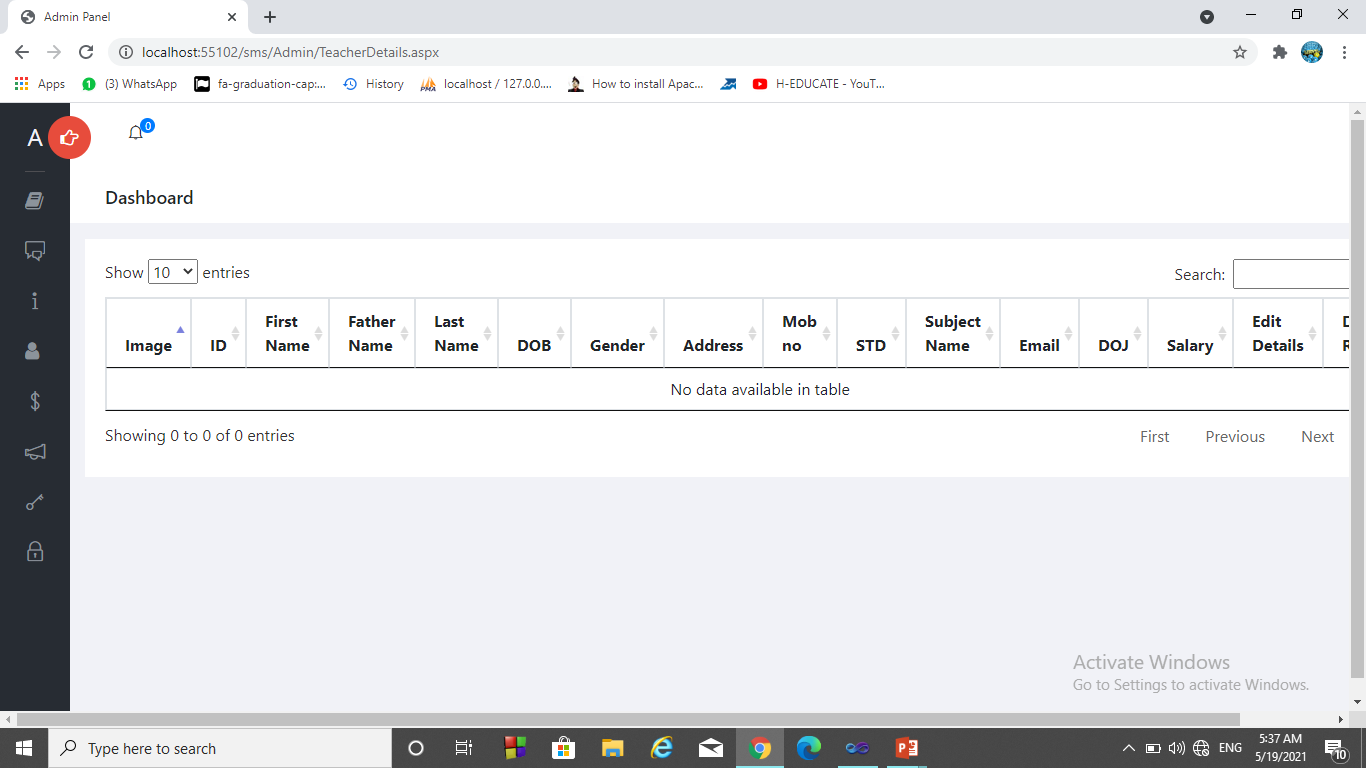 Admin Panel
localhost:55102/sms/Admin/TeacherDetails.aspx
Apps
1
(3) WhatsApp
fa-graduation-cap:...
History
PMA
localhost / 127.0.0....
How to install Apac...
H-EDUCATE - YouT...
A
0
Dashboard
Show 10 entries
Search:
Image
ID
First
Name
Father
Name
Last
Name
DOB
Gender
Address
Mob
no
STD
Subject
Name
Email
DOJ
Salary
Edit
Details
No data available in table
Showing 0 to 0 of 0 entries
First
Previous
Next
Activate Windows
Go to Settings to activate Windows.
Type here to search
ENG
5:37 AM
5/19/2021
10